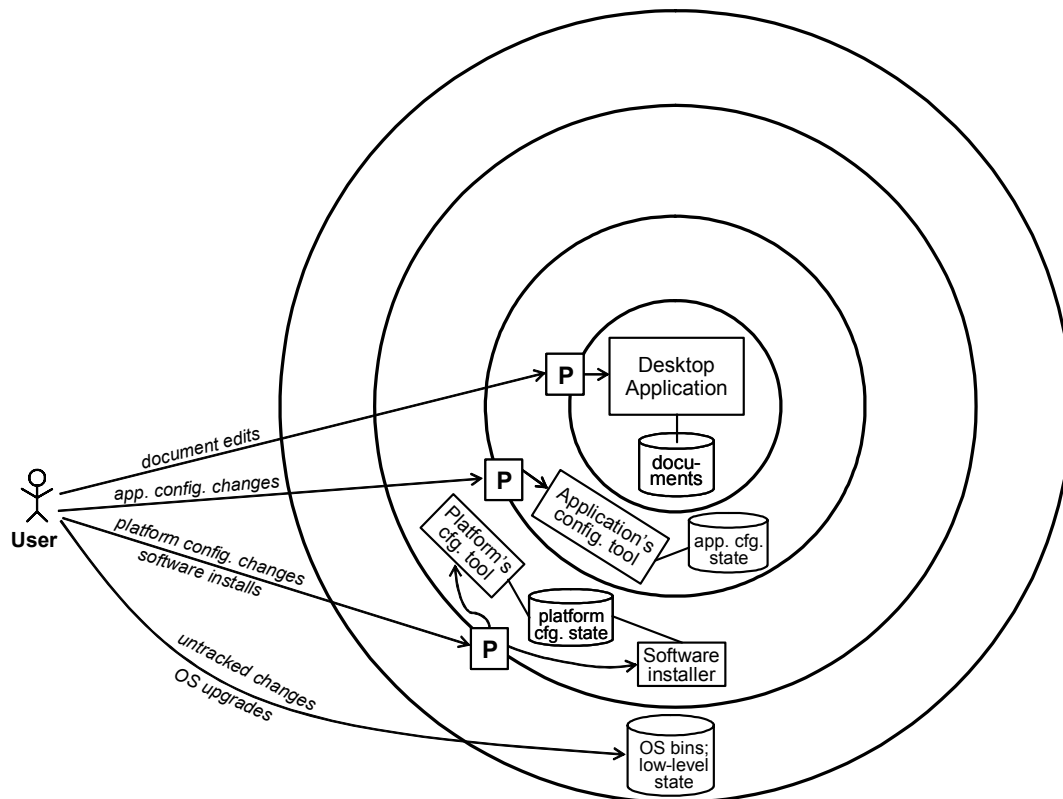 P
Desktop
Application
document edits
docu-
ments
P
app. config. changes
User
Application's
config. tool
app. cfg.
state
Platform's
cfg. tool
platform config. changes
software installs
platform
cfg. state
P
Software
installer
untracked changes
OS upgrades
OS bins;
low-level
state